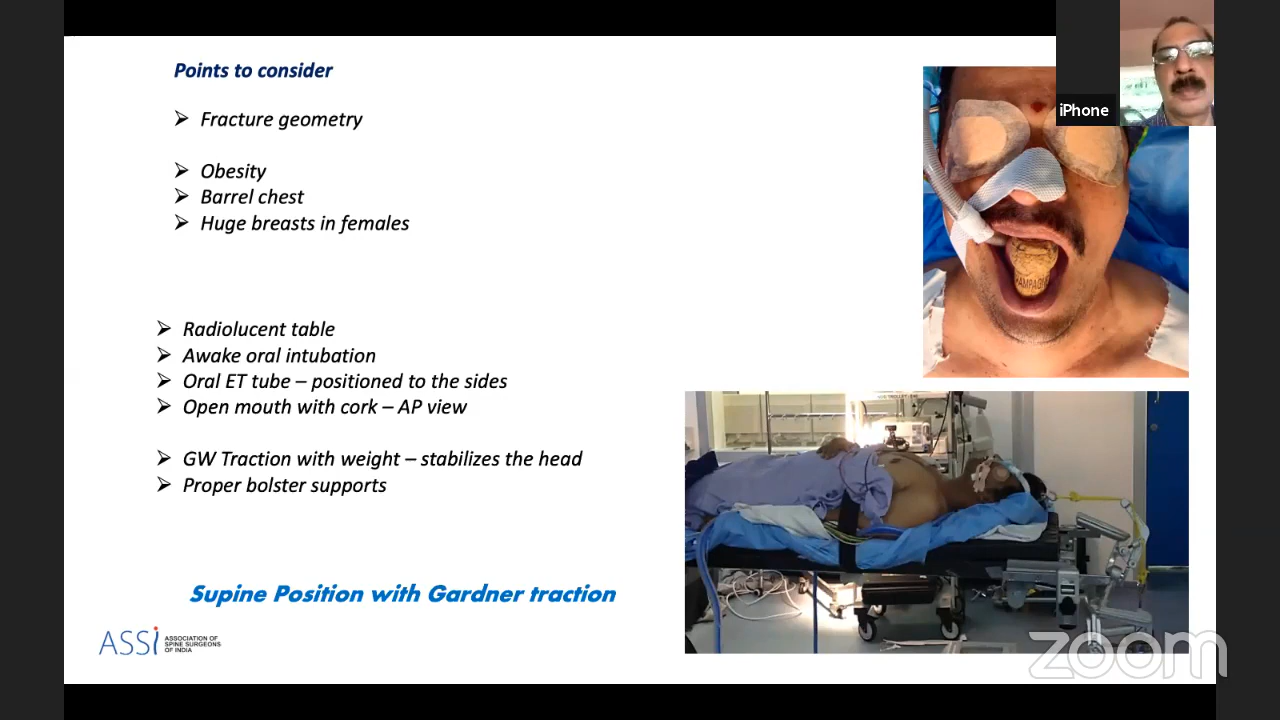 Points to consider
➢ Fracture geometry
➢ Obesity
➢ Barrel chest
➢ Huge breasts in females
➢ Radiolucent table
➢ Awake oral intubation
➢ Oral ET tube – positioned to the sides
➢ Open mouth with cork – AP view
➢ GW Traction with weight – stabilizes the head
➢ Proper bolster supports
Supine Position with Gardner traction
ASSI
ASSOCIATION OF
SPINE SURGEONS
OF INDIA
iPhone
zoom